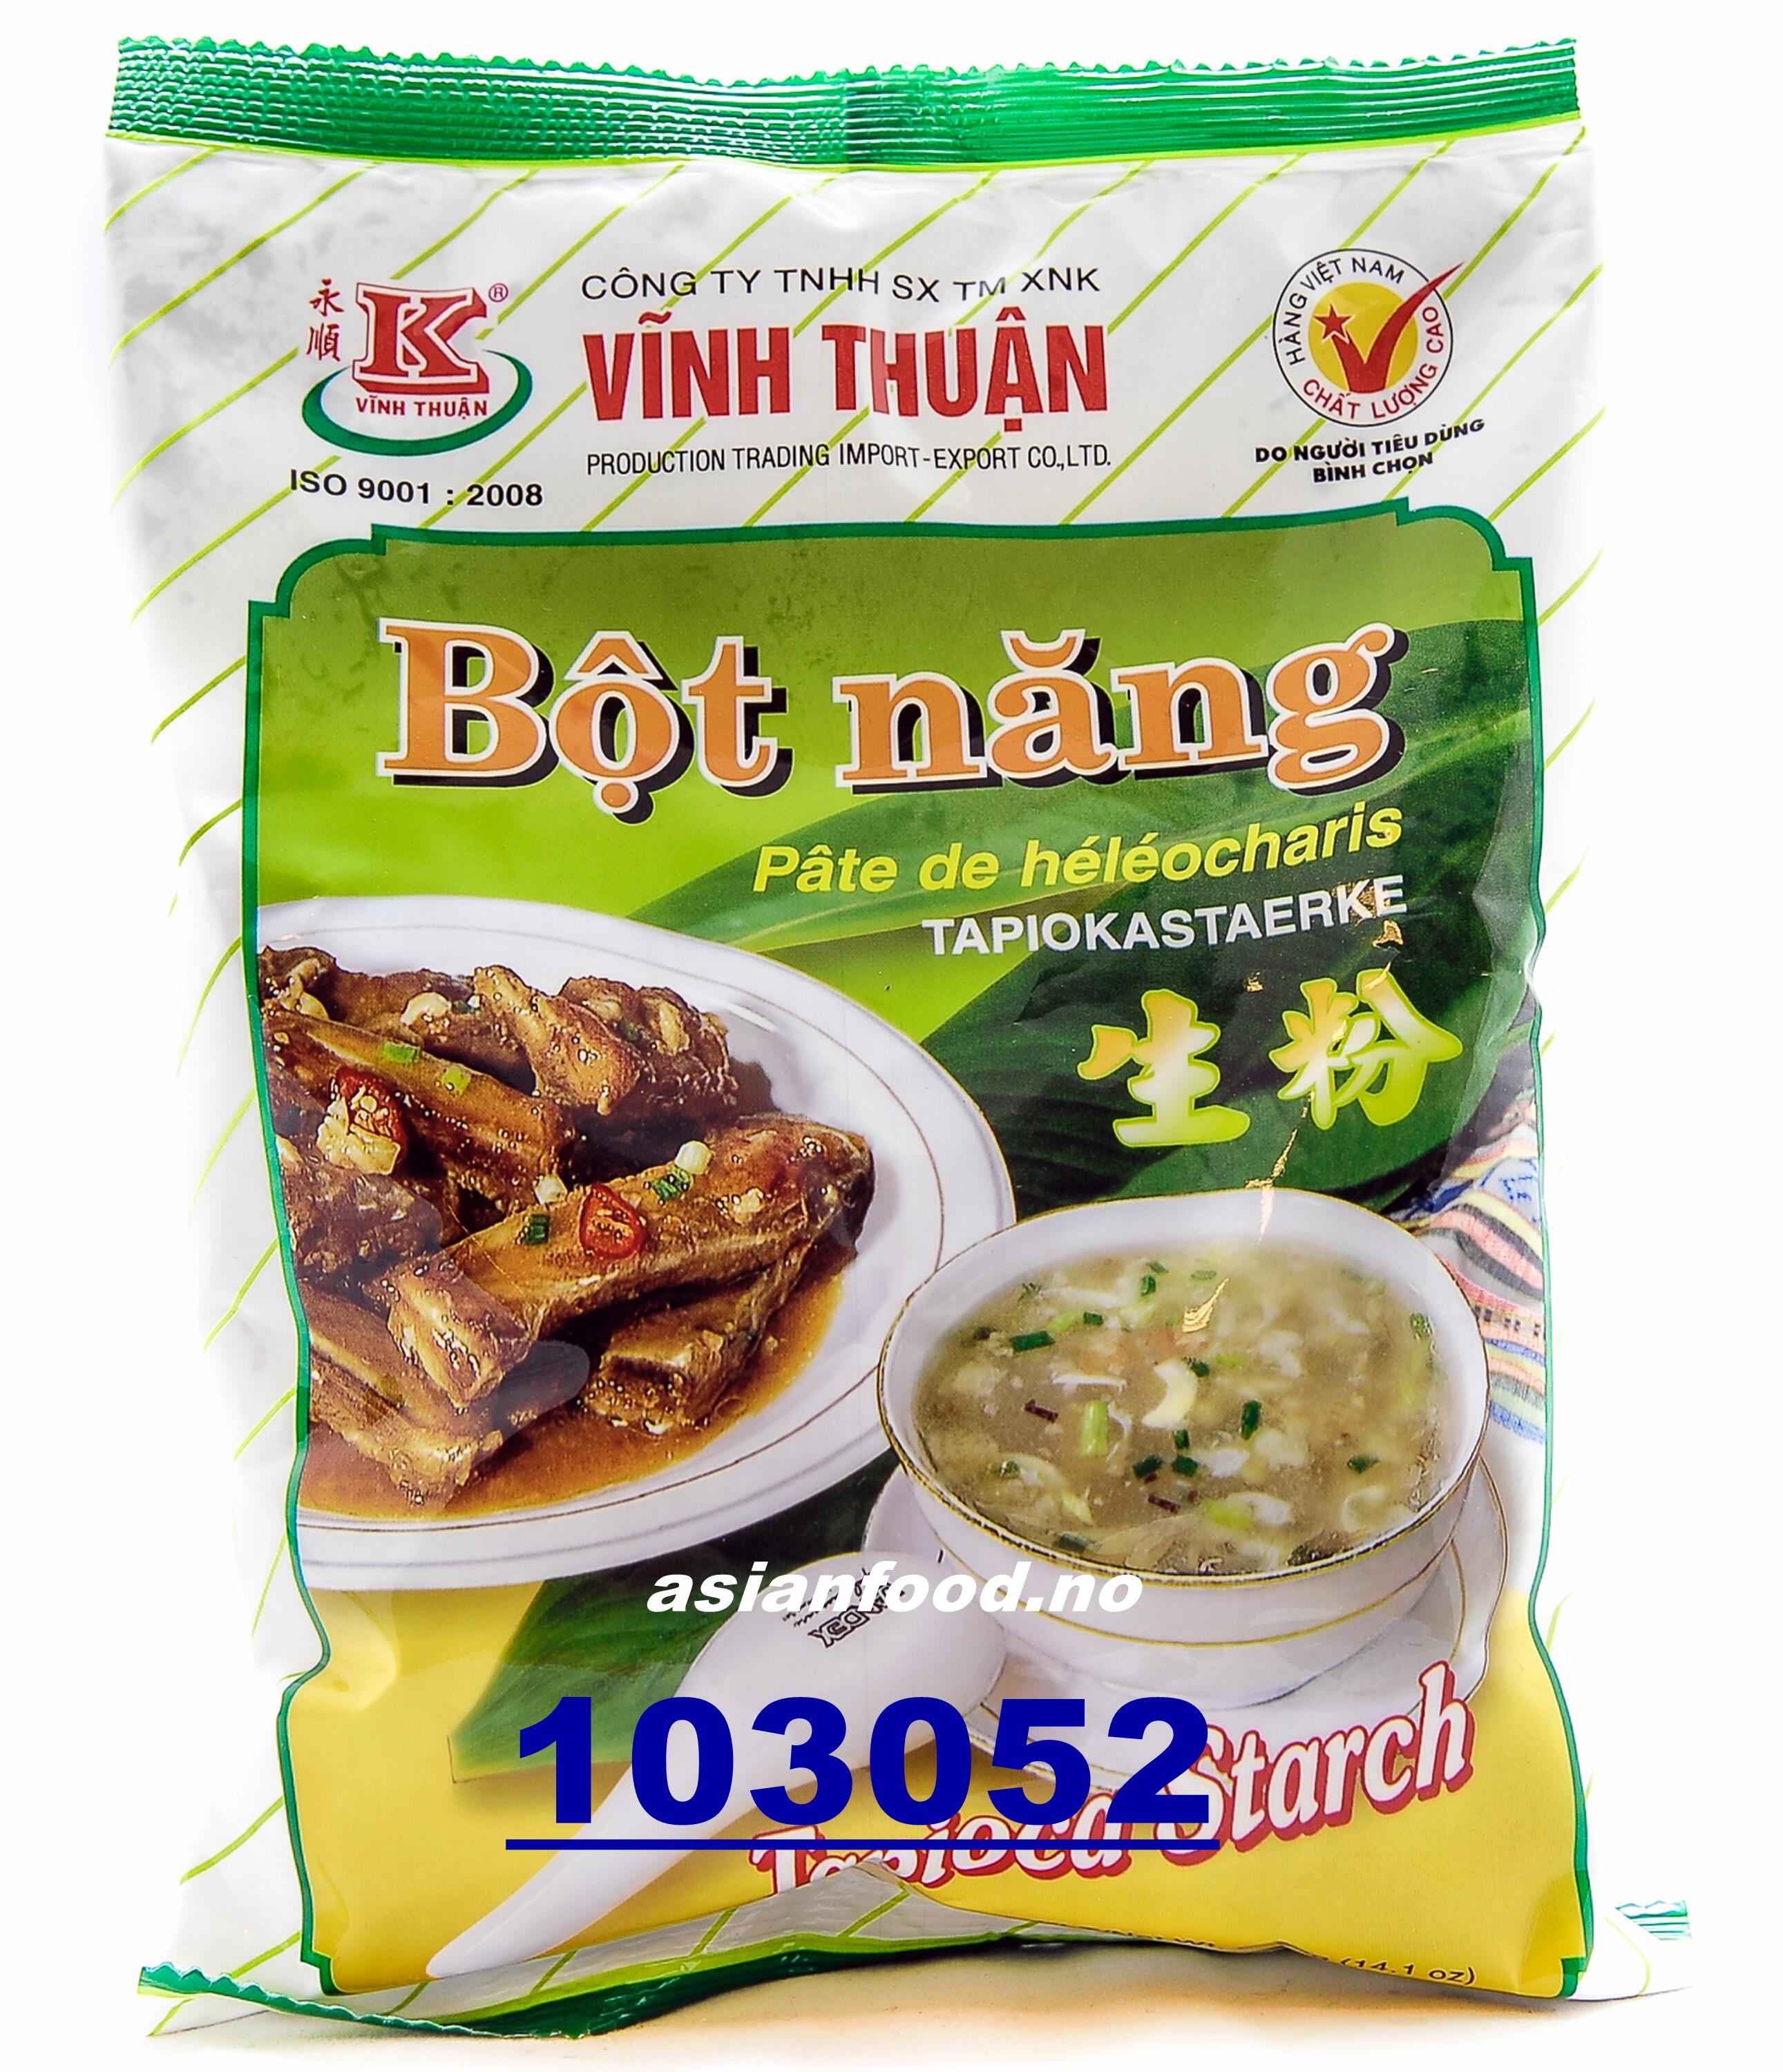 永
順
K®
VĨNH THUẬN
ISO 9001 : 2008
CÔNG TY TNHH SX TM XNK
VĨNH THUẬN
PRODUCTION TRADING IMPORT-EXPORT CO.,LTD.
HÀNG VIỆT NAM
CHẤT LƯỢNG CAO
DO NGƯỜI TIÊU DÙNG
BÌNH CHỌN
Bột năng
Pâte de héléocharis
TAPIOKASTAERKE
生粉
asianfood.no
103052
Tapioca Starch
(14.1 oz)